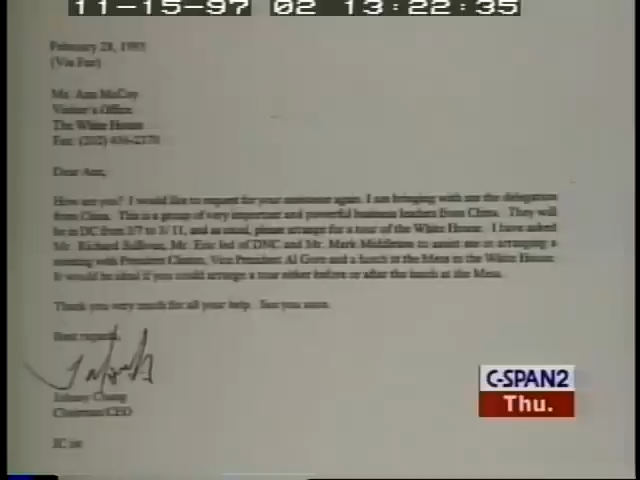 11-15-97 02 13:22:35
February 28, 1995
(Via Fax)
Ms. Ann McCoy
Visitor's Office
The White House
Fax: (202)
Dear Ann,
How are you? I would like to request for your assistance again. I am bringing with me the delegation
from China. This is a group of very important and powerful business leaders from China. They will
be in DC from 3/7 to 3/11, and as usual, please arrange for a tour of the White House. I have asked
Mr. Richard Sullivan, Mr. Eric of DNC and Mr. Mark Middleton to assist me on arranging a
meeting with President Clinton, Vice President Al Gore and a lunch at the Mess in the White House.
It would be ideal if you could arrange a tour either before or after the lunch at the Mess.
Thank you very much for all your help. See you soon.
Best regards,
Johnny Chung
Chairman/CEO
C-SPAN2
Thu.